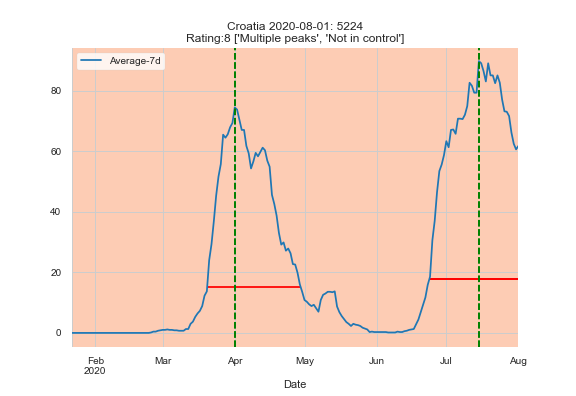 Croatia 2020-08-01: 5224
Rating:8 ['Multiple peaks', 'Not in control']
Average-7d
80
60
40
20
0
Feb
2020
Mar
Apr
May
Jun
Jul
Aug
Date